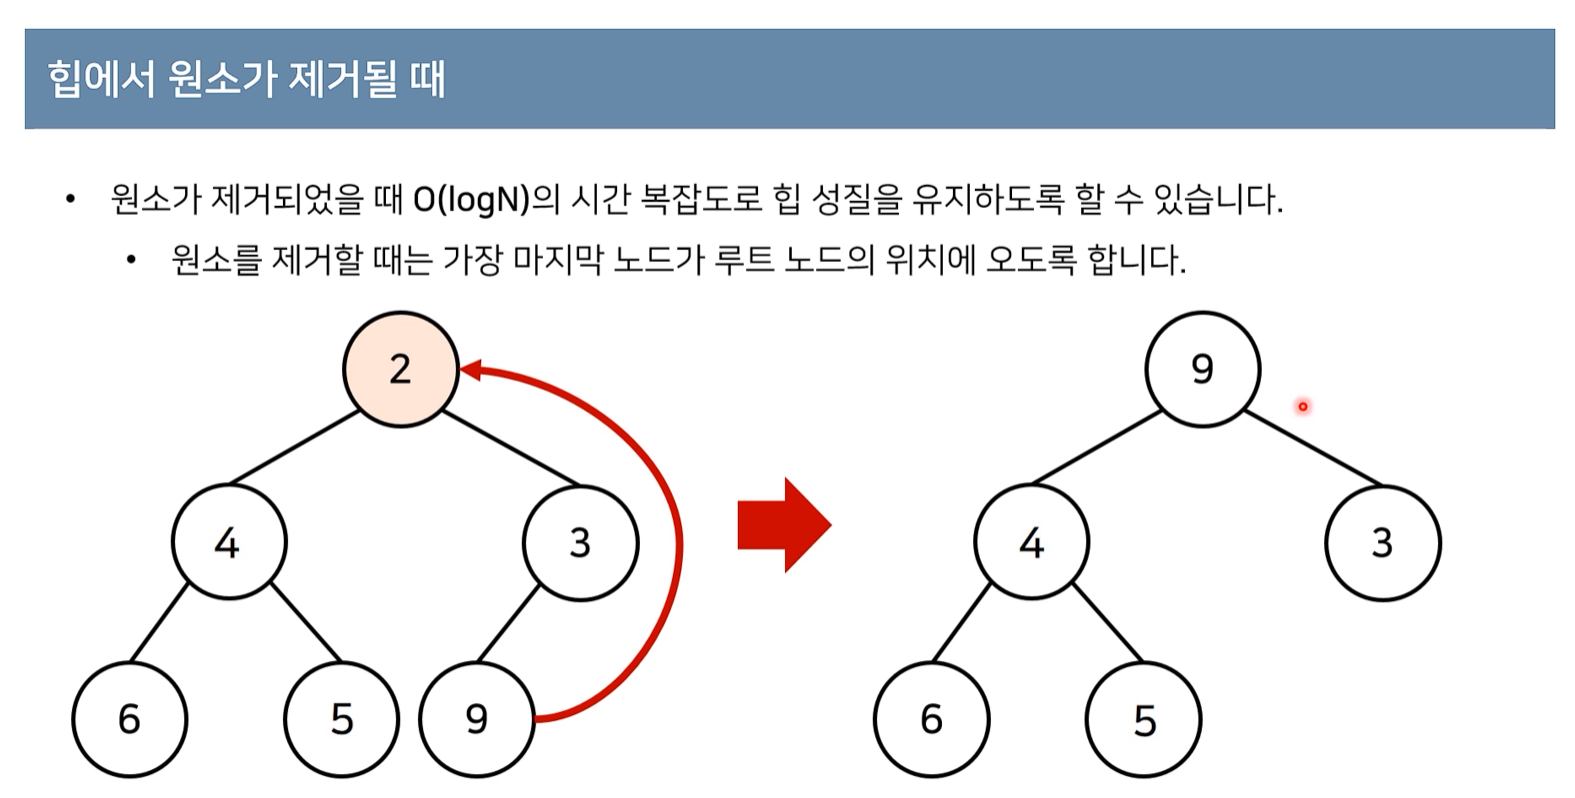 힙에서 원소가 제거될 때
• 원소가 제거되었을 때 O(logN)의 시간 복잡도로 힙 성질을 유지하도록 할 수 있습니다.
• 원소를 제거할 때는 가장 마지막 노드가 루트 노드의 위치에 오도록 합니다.
2
4 3
6 5 9
9
4 3
6 5